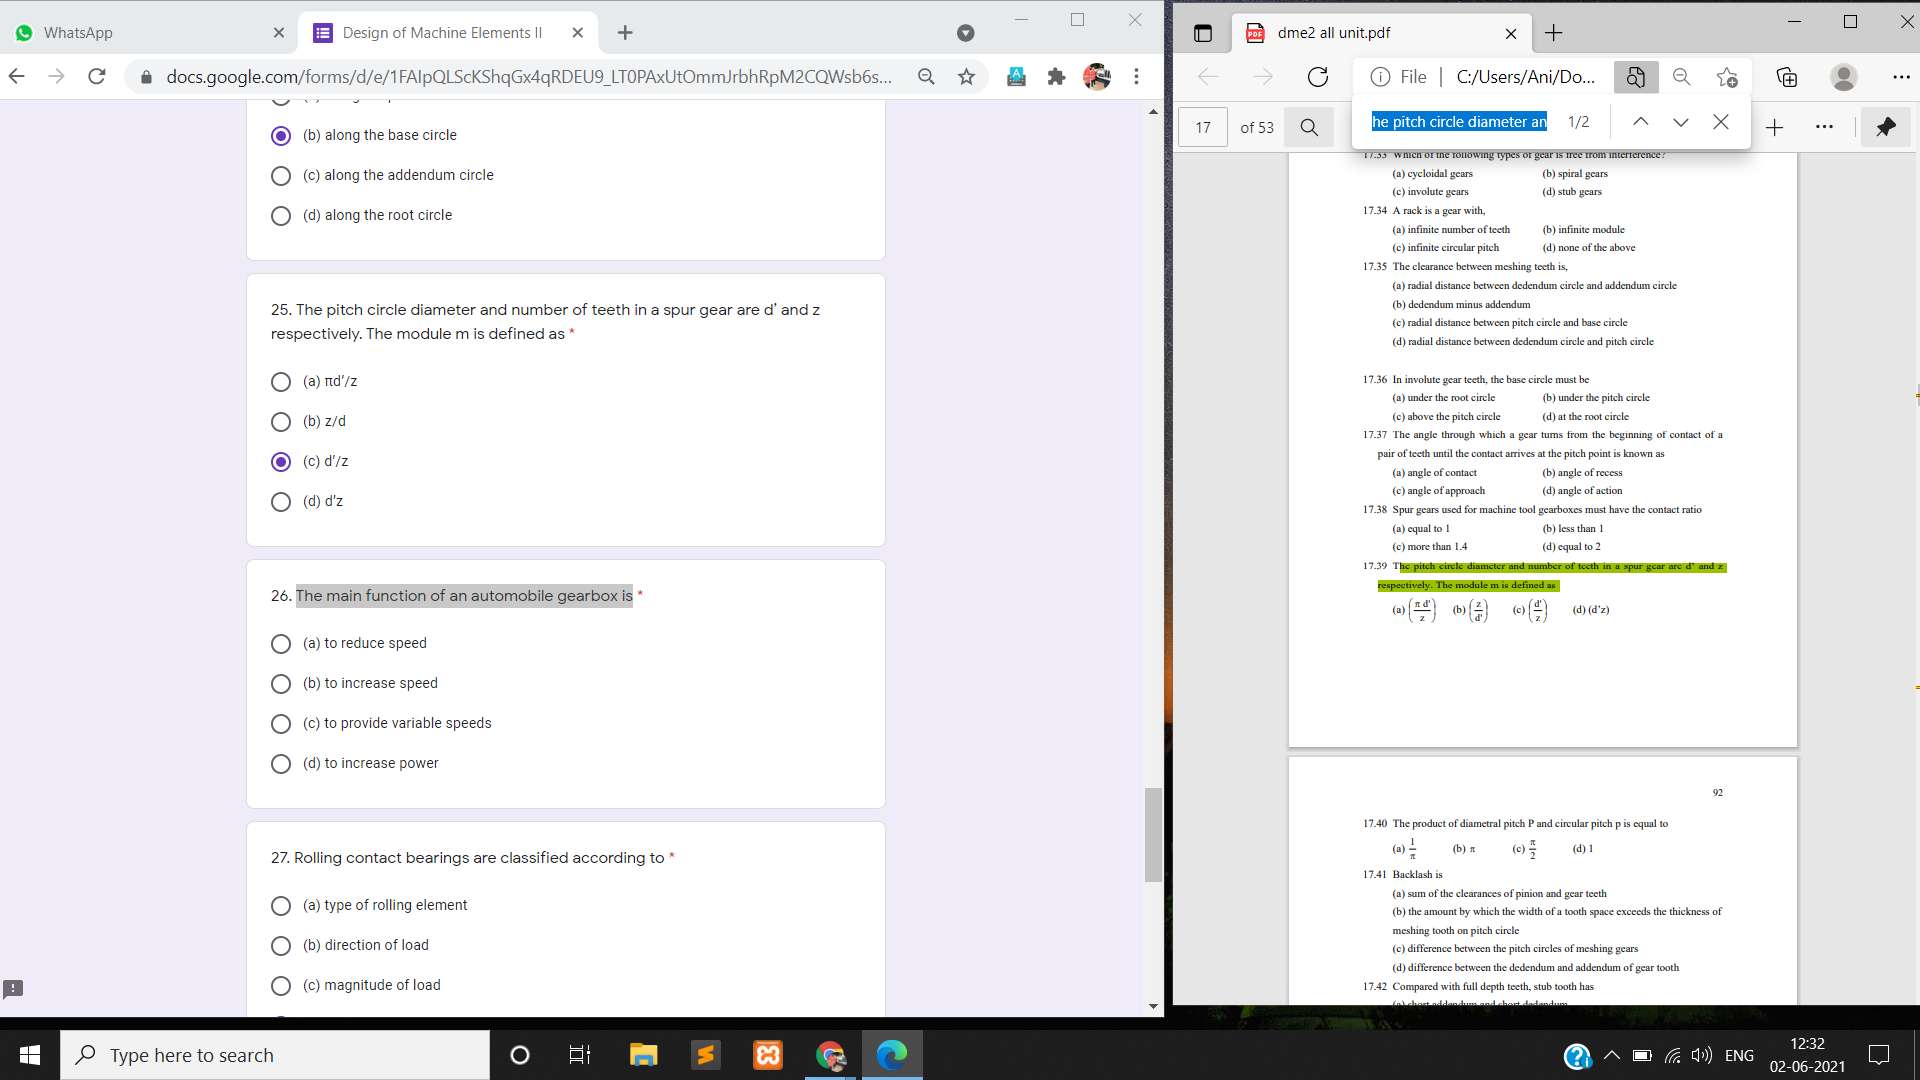 WhatsApp
Design of Machine Elements II
docs.google.com/forms/d/e/1FAIpQLScKShqGx4qRDEU9_LT0PAxUtOmmJrbhRpM2CQWsb6s...
(b) along the base circle
(c) along the addendum circle
(d) along the root circle
25. The pitch circle diameter and number of teeth in a spur gear are d’ and z
respectively. The module m is defined as *
(a) πd′/z
(b) z/d
(c) d′/z
(d) d′z
26. The main function of an automobile gearbox is *
(a) to reduce speed
(b) to increase speed
(c) to provide variable speeds
(d) to increase power
27. Rolling contact bearings are classified according to *
(a) type of rolling element
(b) direction of load
(c) magnitude of load
dme2 all unit.pdf
File
C:/Users/Ani/Do...
17 of 53
he pitch circle diameter an 1/2
17.33 Which of the following types of gear is free from interference?
(a) cycloidal gears (b) spiral gears
(c) involute gears (d) stub gears
17.34 A rack is a gear with,
(a) infinite number of teeth (b) infinite module
(c) infinite circular pitch (d) none of the above
17.35 The clearance between meshing teeth is,
(a) radial distance between dedendum circle and addendum circle
(b) dedendum minus addendum
(c) radial distance between pitch circle and base circle
(d) radial distance between dedendum circle and pitch circle
17.36 In involute gear teeth, the base circle must be
(a) under the root circle (b) under the pitch circle
(c) above the pitch circle (d) at the root circle
17.37 The angle through which a gear turns from the beginning of contact of a
pair of teeth until the contact arrives at the pitch point is known as
(a) angle of contact (b) angle of recess
(c) angle of approach (d) angle of action
17.38 Spur gears used for machine tool gearboxes must have the contact ratio
(a) equal to 1 (b) less than 1
(c) more than 1.4 (d) equal to 2
17.39 The pitch circle diameter and number of teeth in a spur gear are d’ and z
respectively. The module m is defined as
(a) (π d'/z) (b) (z/d') (c) (d'/z) (d) (d’z)
92
17.40 The product of diametral pitch P and circular pitch p is equal to
(a) 1/π (b) π (c) π/2 (d) 1
17.41 Backlash is
(a) sum of the clearances of pinion and gear teeth
(b) the amount by which the width of a tooth space exceeds the thickness of
meshing tooth on pitch circle
(c) difference between the pitch circles of meshing gears
(d) difference between the dedendum and addendum of gear tooth
17.42 Compared with full depth teeth, stub tooth has
(a) short addendum and short dedendum
Type here to search
ENG
12:32
02-06-2021